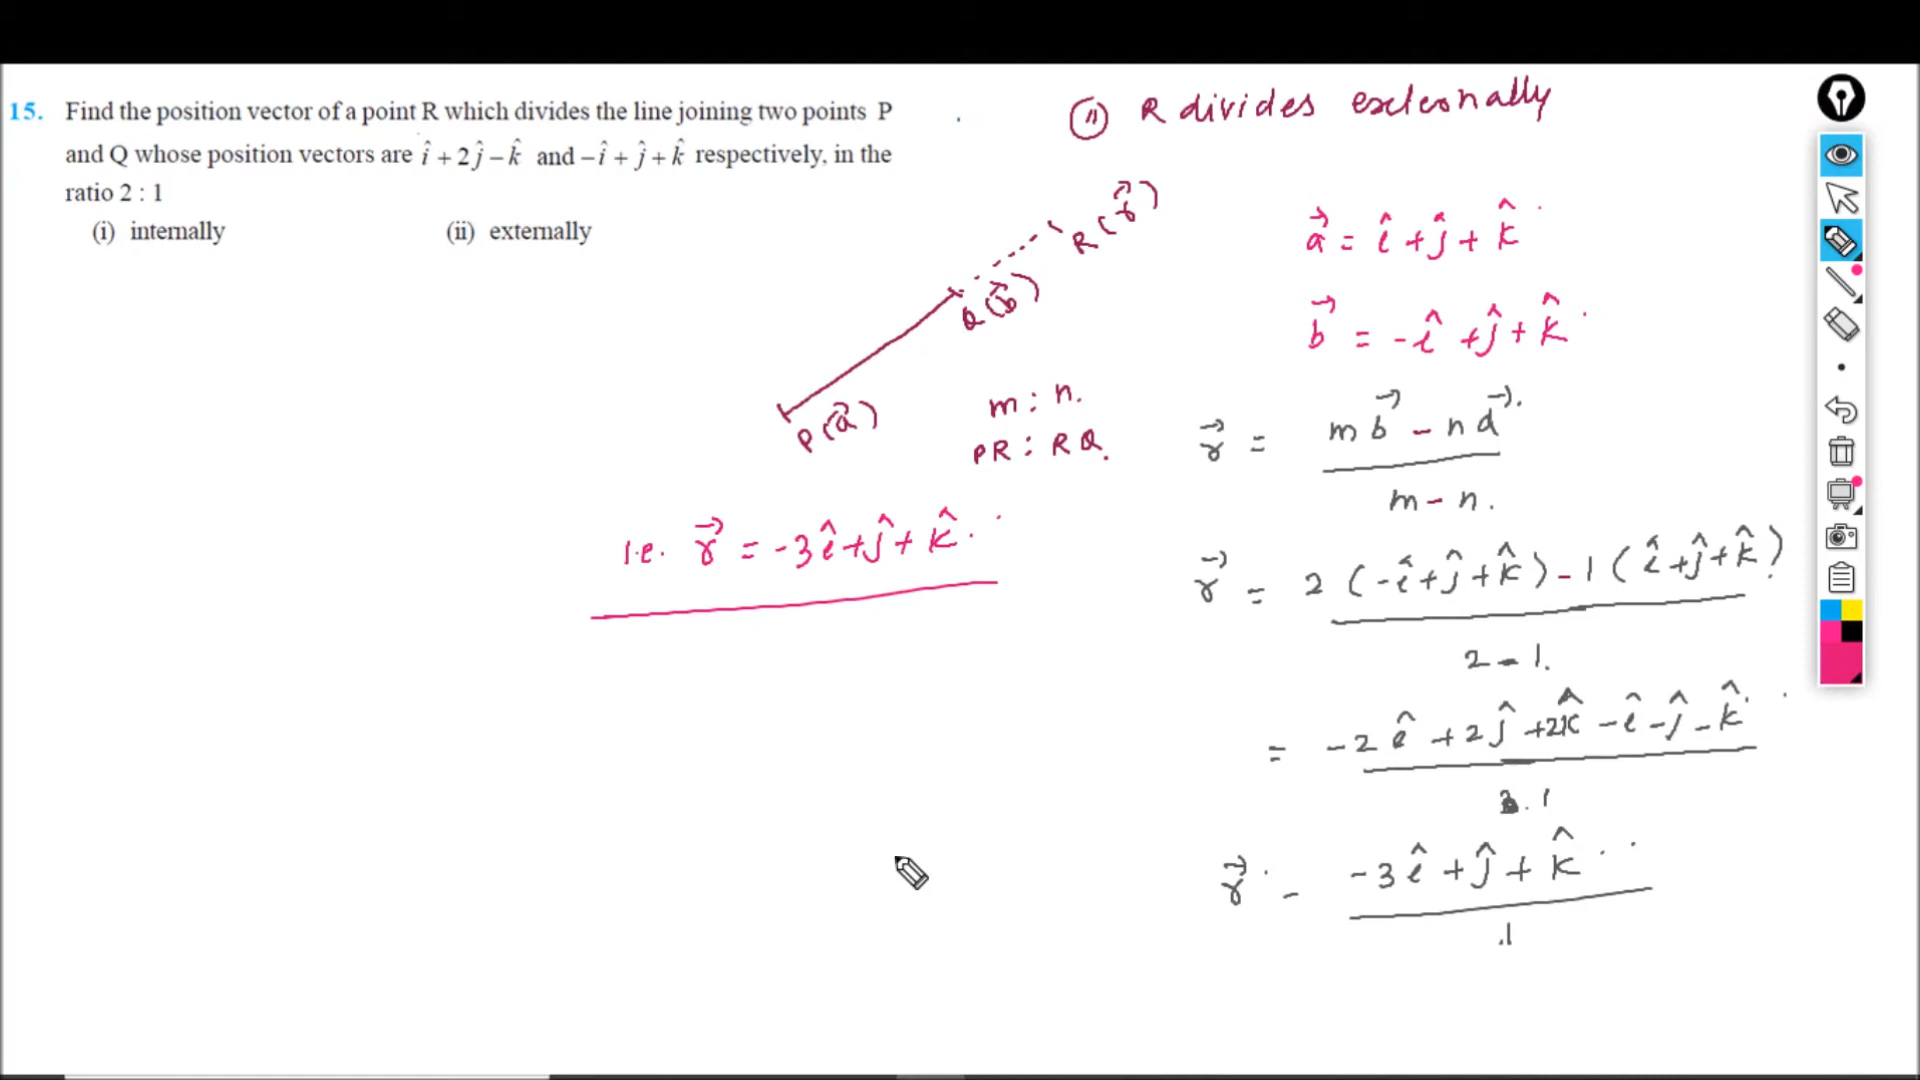 15. Find the position vector of a point R which divides the line joining two points P
and Q whose position vectors are î + 2ĵ – k̂ and –î + ĵ + k̂ respectively, in the
ratio 2 : 1
(i) internally (ii) externally
(ii) R divides externally
R(r⃗)
Q(b⃗)
P(a⃗)
m : n.
PR : RQ.
i.e. r⃗ = -3î+ĵ+k̂.
a⃗ = î+ĵ+k̂
b⃗ = -î+ĵ+k̂
r⃗ = mb⃗ - na⃗.
m - n.
r⃗ = 2(-î+ĵ+k̂)-1(î+ĵ+k̂)
2 - 1.
= -2î+2ĵ+2k̂-î-ĵ-k̂
1
r⃗ = -3î+ĵ+k̂
1